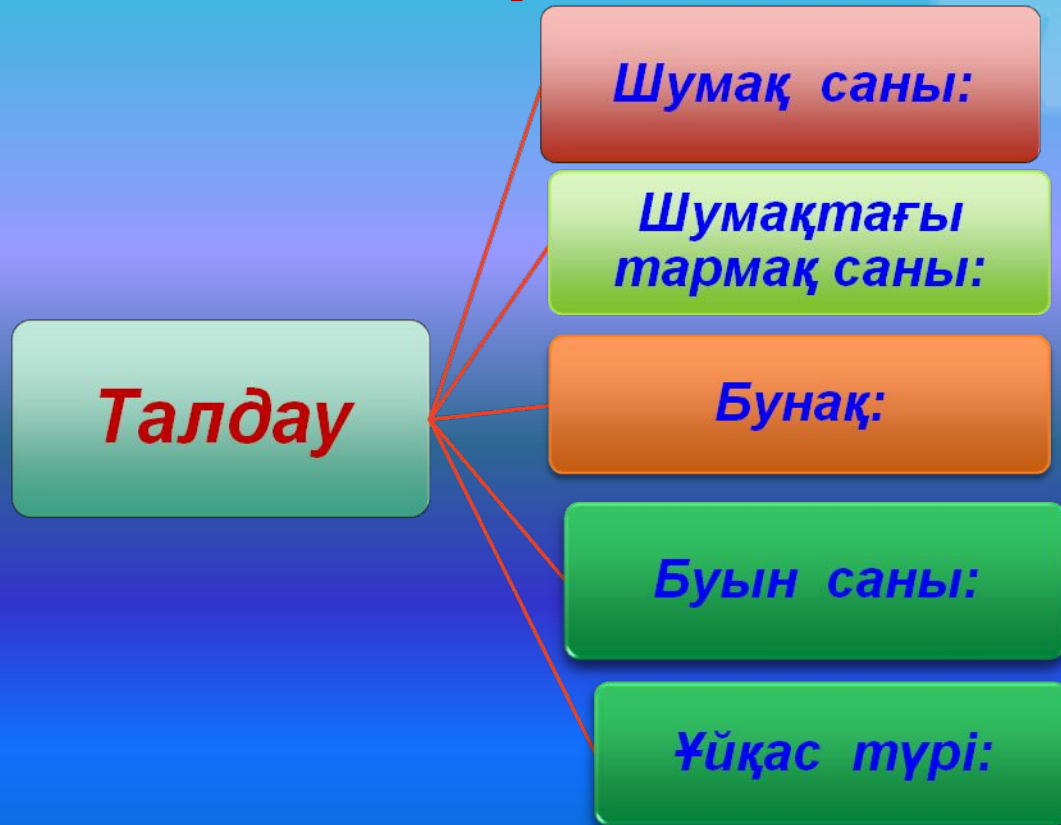 Талдау
Шумақ саны:
Шумақтағы
тармақ саны:
Бунақ:
Буын саны:
Ұйқас түрі: